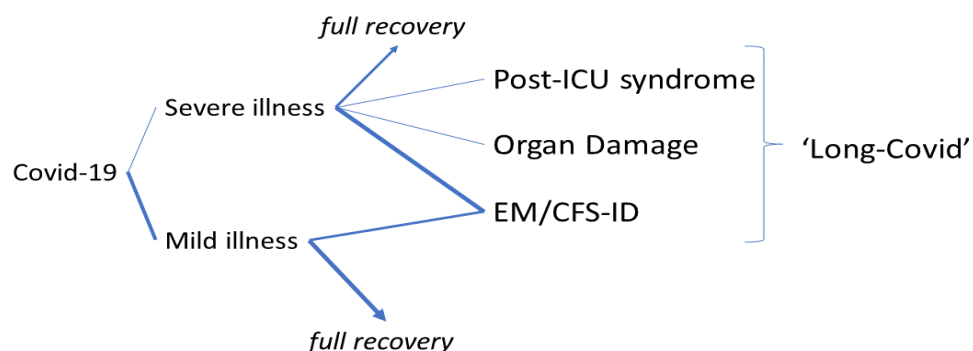 full recovery
Post-ICU syndrome
Severe illness
Organ Damage
‘Long-Covid’
Covid-19
EM/CFS-ID
Mild illness
full recovery